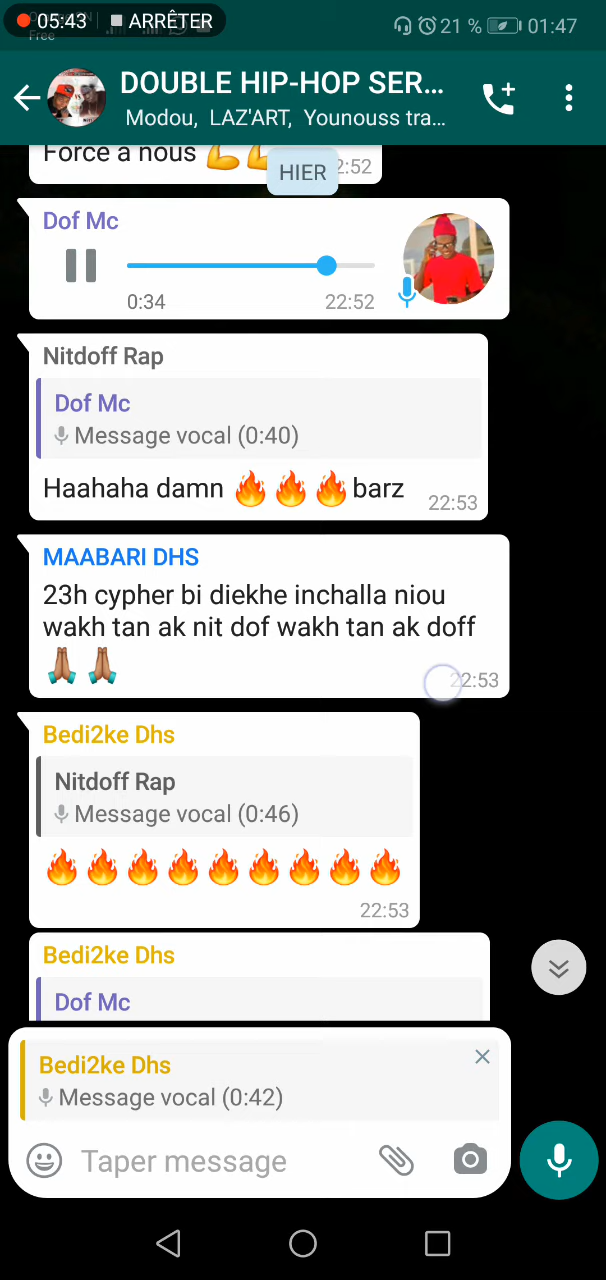 05:43 ARRÊTER
21 % 01:47
Free
DOUBLE HIP-HOP SER...
Modou, LAZ'ART, Younouss tra...
Force a nous 💪
HIER
2:52
Dof Mc
0:34 22:52
Nitdoff Rap
Dof Mc
Message vocal (0:40)
Haahaha damn 🔥🔥🔥barz 22:53
MAABARI DHS
23h cypher bi diekhe inchalla niou
wakh tan ak nit dof wakh tan ak doff
🙏🏽🙏🏽 22:53
Bedi2ke Dhs
Nitdoff Rap
Message vocal (0:46)
🔥🔥🔥🔥🔥🔥🔥🔥🔥
22:53
Bedi2ke Dhs
Dof Mc
Bedi2ke Dhs
Message vocal (0:42)
Taper message